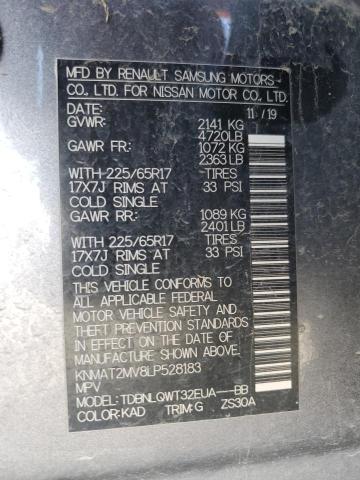 MFD BY RENAULT SAMSUNG MOTORS
CO., LTD. FOR NISSAN MOTOR CO., LTD.
DATE: 11 / 19
GVWR: 2141 KG
4720LB
GAWR FR: 1072 KG
2363 LB
WITH 225/65R17 TIRES
17X7J RIMS AT 33 PSI
COLD SINGLE
GAWR RR: 1089 KG
2401 LB
WITH 225/65R17 TIRES
17X7J RIMS AT 33 PSI
COLD SINGLE
THIS VEHICLE CONFORMS TO
ALL APPLICABLE FEDERAL
MOTOR VEHICLE SAFETY AND
BUMPER STANDARDS
IN EFFECT ON THE DATE OF
MANUFACTURE SHOWN
ABOVE.
KNMAT2MV8LP528183
MPV
TYPE: TDBNLQWT32EUA---BB
COLOR: KAD TRIM: G ZS30A